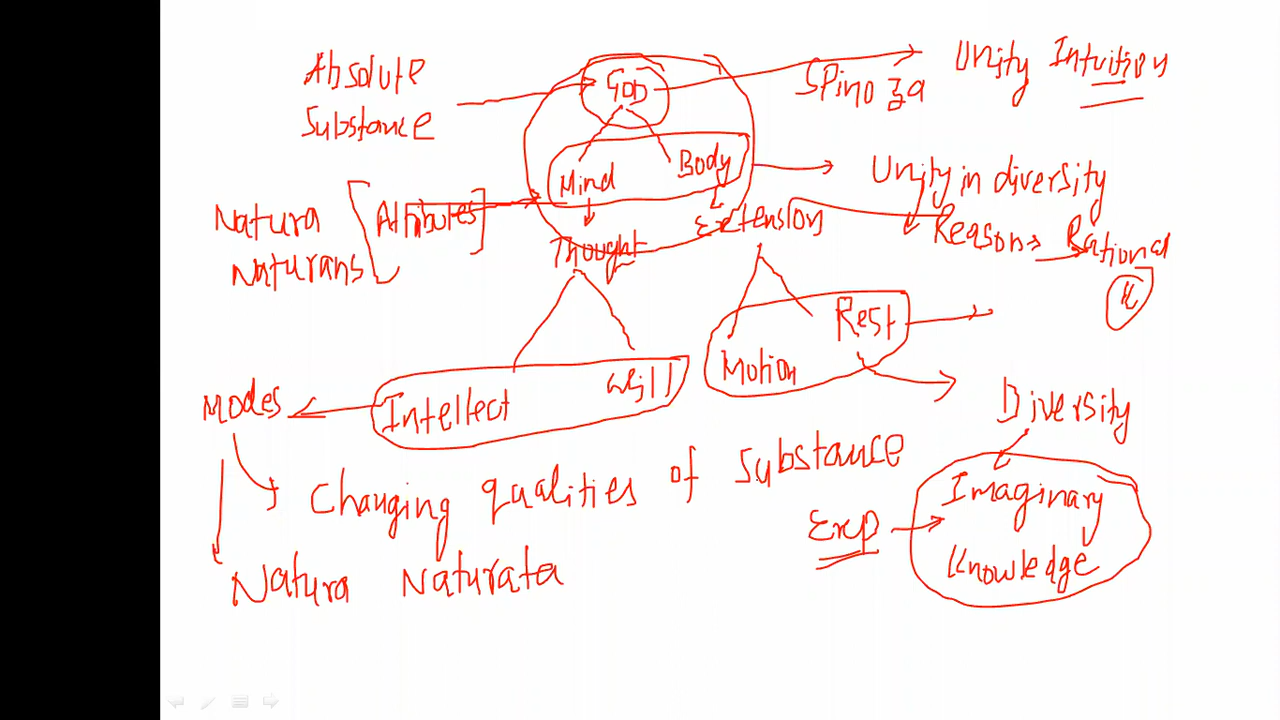 Absolute
Substance
God
Spinoza
Unity Intuition
Mind
Body
Unity in diversity
Natura
Naturans
Attributes
Thought
Extension
Reason
Rational
Intellect
Will
Motion
Rest
Modes
Diversity
Changing qualities of Substance
Imaginary
Knowledge
Exp
Natura Naturata